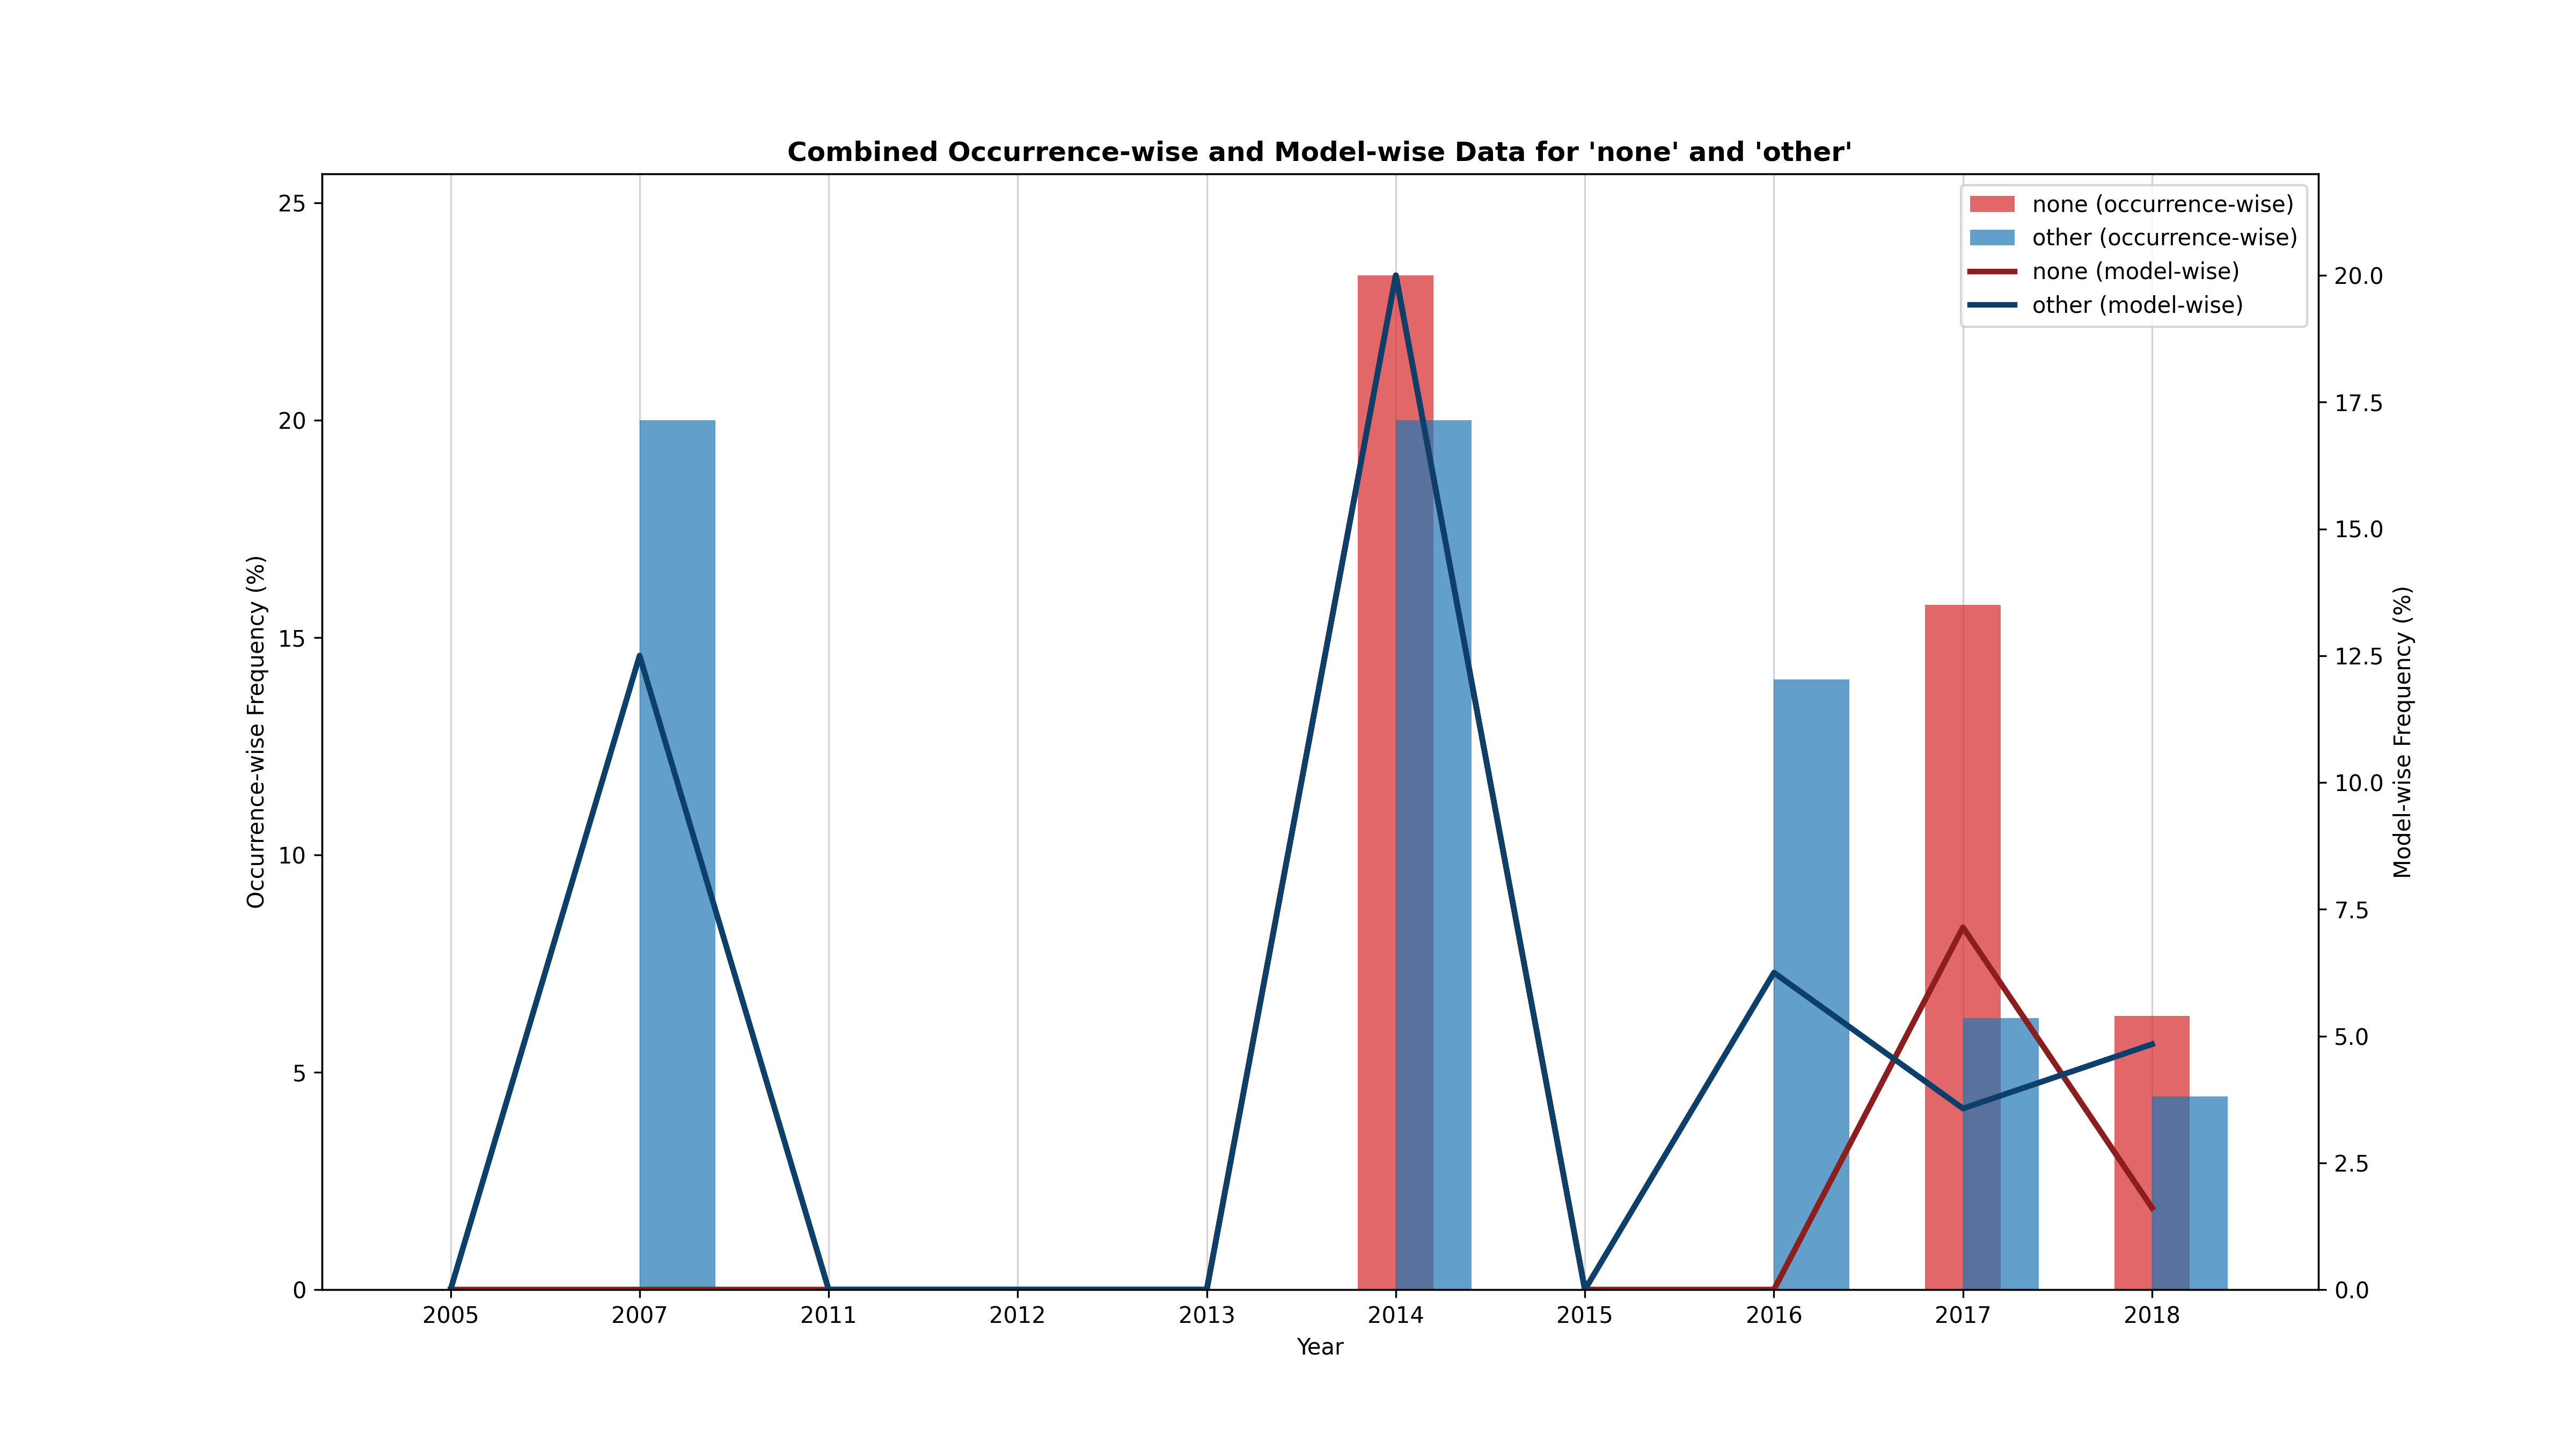 Combined Occurrence-wise and Model-wise Data for 'none' and 'other'
none (occurrence-wise)
other (occurrence-wise)
none (model-wise)
other (model-wise)
Occurrence-wise Frequency (%)
25
20
15
10
5
0
Model-wise Frequency (%)
20.0
17.5
15.0
12.5
10.0
7.5
5.0
2.5
0.0
2005 2007 2011 2012 2013 2014 2015 2016 2017 2018
Year